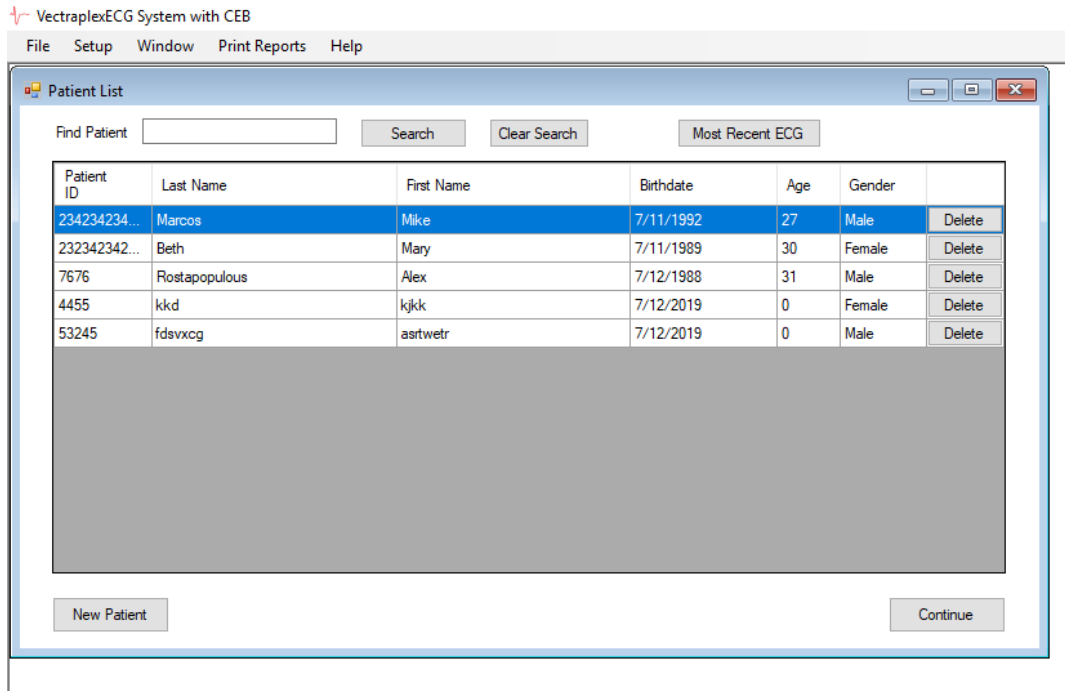 VectraplexECG System with CEB
File Setup Window Print Reports Help
Patient List
Find Patient Search Clear Search Most Recent ECG
Patient ID Last Name First Name Birthdate Age Gender
234234234... Marcos Mike 7/11/1992 27 Male Delete
232342342... Beth Mary 7/11/1989 30 Female Delete
7676 Rostapopulous Alex 7/12/1988 31 Male Delete
4455 kkd kjkk 7/12/2019 0 Female Delete
53245 fdsvxcg asrtwetr 7/12/2019 0 Male Delete
New Patient Continue